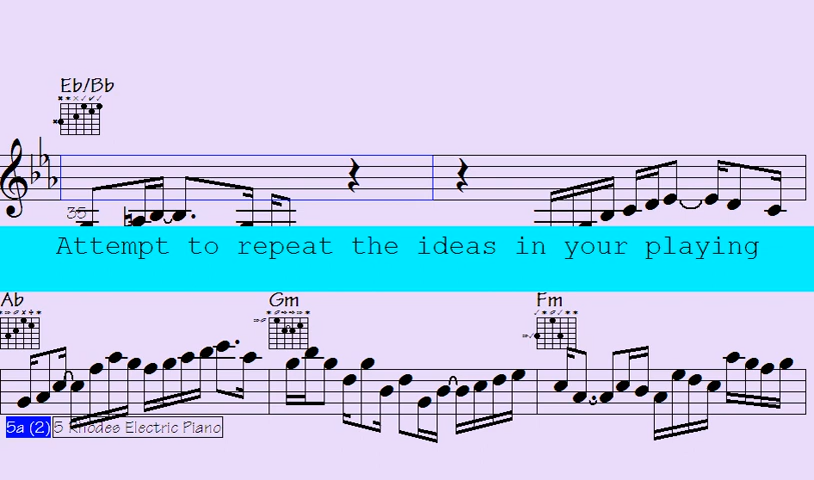 Eb/Bb
35
Attempt to repeat the ideas in your playing
Ab Gm Fm
5a (2) 5 Rhodes Electric Piano